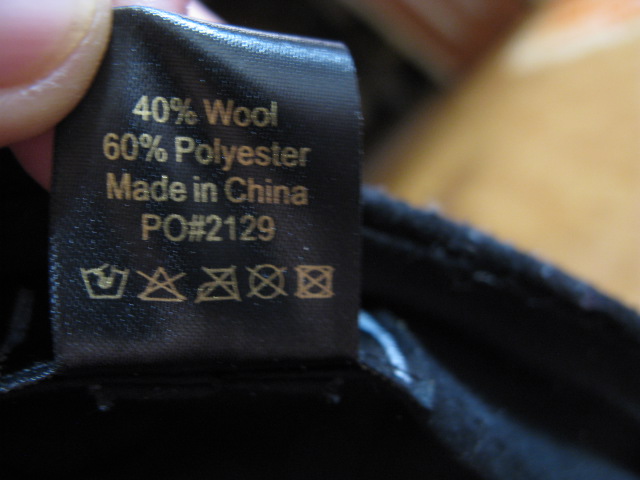 40% Wool
60% Polyester
Made in China
PO#2129